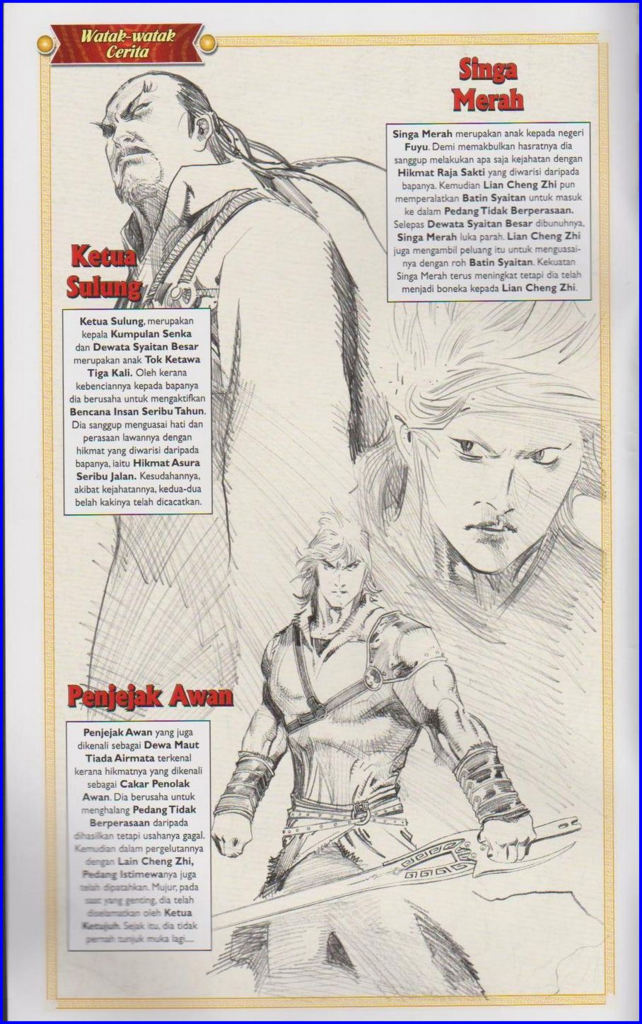 Watak-watak
Cerita
Singa
Merah
Singa Merah merupakan anak kepada negeri
Fuyu. Demi memakbulkan hasratnya dia
sanggup melakukan apa saja kejahatan dengan
Hikmat Raja Sakti yang diwarisi daripada
bapanya. Kemudian Lian Cheng Zhi pun
memperalatkan Batin Syaitan untuk masuk
ke dalam Pedang Tidak Berperasaan.
Selepas Dewata Syaitan Besar dibunuhnya,
Singa Merah luka parah. Lian Cheng Zhi
juga mengambil peluang itu untuk menguasai-
nya dengan roh Batin Syaitan. Kekuatan
Singa Merah terus meningkat tetapi dia telah
menjadi boneka kepada Lian Cheng Zhi.
Ketua
Sulung
Ketua Sulung, merupakan
kepala Kumpulan Senka
dan Dewata Syaitan Besar
merupakan anak Tok Ketawa
Tiga Kali. Oleh kerana
kebenciannya kepada bapanya
dia berusaha untuk mengaktifkan
Bencana Insan Seribu Tahun.
Dia sanggup menguasai hati dan
perasaan lawannya dengan
hikmat yang diwarisi daripada
bapanya, iaitu Hikmat Asura
Seribu Jalan. Kesudahannya,
akibat kejahatannya, kedua-dua
belah kakinya telah dicacatkan.
Penjejak Awan
Penjejak Awan yang juga
dikenali sebagai Dewa Maut
Tiada Airmata terkenal
kerana hikmatnya yang dikenali
sebagai Cakar Penolak
Awan. Dia berusaha untuk
menghalang Pedang Tidak
Berperasaan daripada
dihasilkan tetapi usahanya gagal.
Kemudian dalam pergelutannya
dengan Lain Cheng Zhi,
Pedang Istimewanya juga
telah dipatahkan. Mujur, pada
saat yang genting, dia telah
diselamatkan oleh Ketua
Ketujuh. Sejak itu, dia tidak
pernah tunjuk muka lagi....